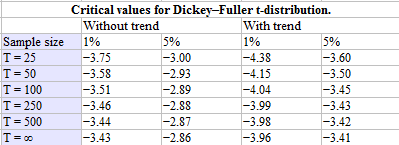 Critical values for Dickey–Fuller t-distribution.
Without trend With trend
Sample size 1% 5% 1% 5%
T = 25 −3.75 −3.00 −4.38 −3.60
T = 50 −3.58 −2.93 −4.15 −3.50
T = 100 −3.51 −2.89 −4.04 −3.45
T = 250 −3.46 −2.88 −3.99 −3.43
T = 500 −3.44 −2.87 −3.98 −3.42
T = ∞ −3.43 −2.86 −3.96 −3.41